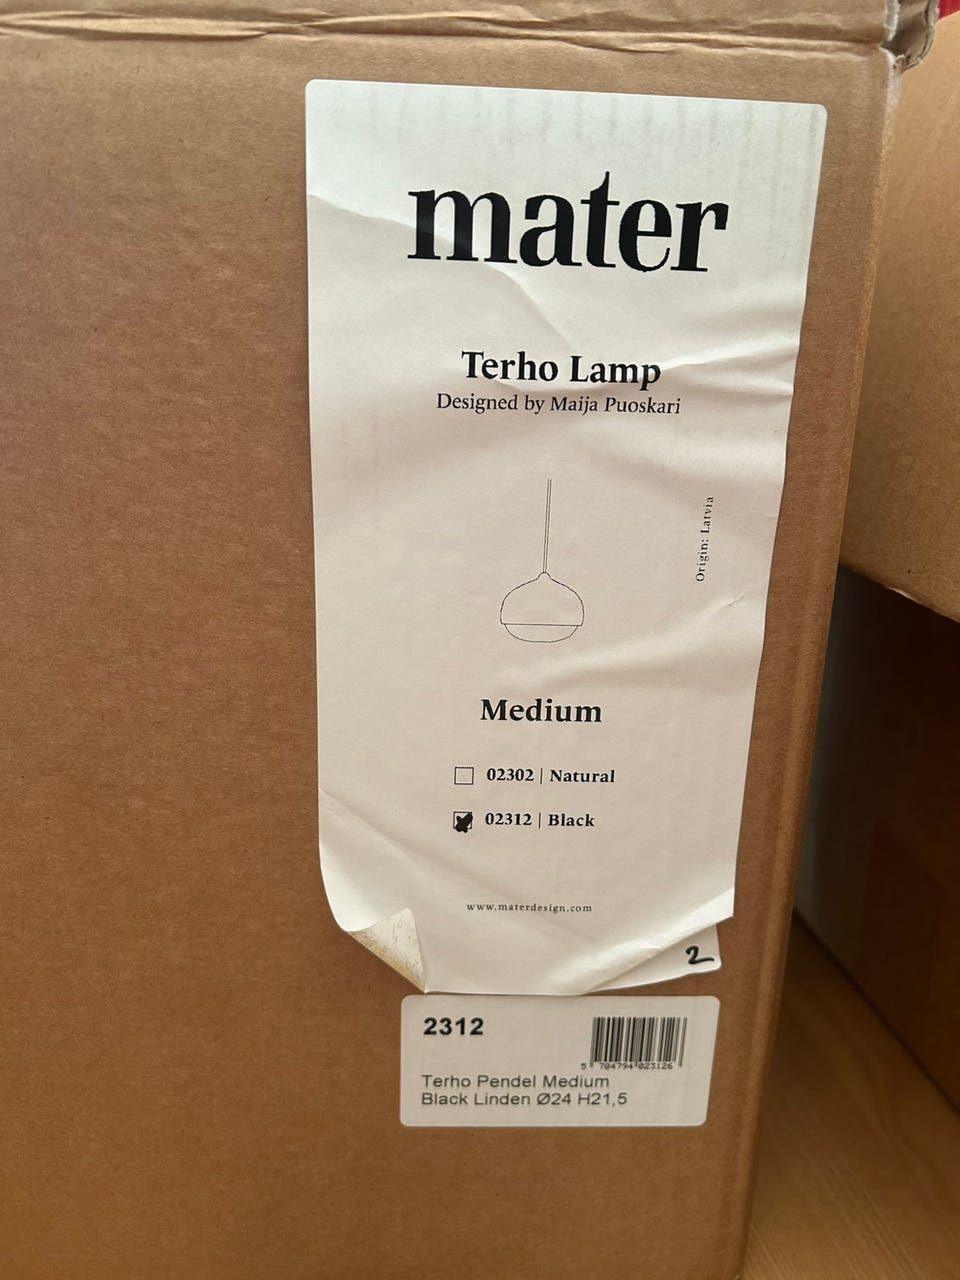 mater
Terho Lamp
Designed by Maija Puoskari
Origin: Latvia
Medium
02302 | Natural
02312 | Black
www.materdesign.com
2
2312
5 704794 023126
Terho Pendel Medium
Black Linden Ø24 H21,5